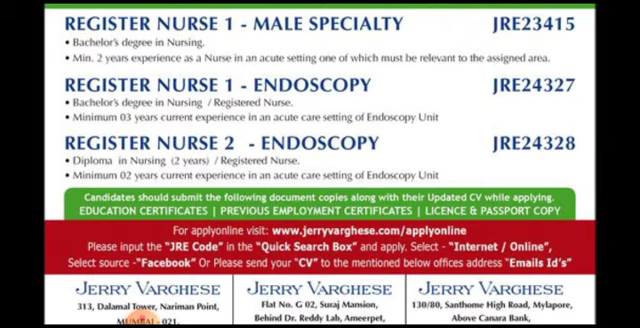 REGISTER NURSE 1 - MALE SPECIALTY JRE23415
• Bachelor's degree in Nursing.
• Min. 2 years experience as a Nurse in an acute setting one of which must be relevant to the assigned area.
REGISTER NURSE 1 - ENDOSCOPY JRE24327
• Bachelor's degree in Nursing / Registered Nurse.
• Minimum 03 years current experience in an acute care setting of Endoscopy Unit
REGISTER NURSE 2 - ENDOSCOPY JRE24328
• Diploma in Nursing (2 years) / Registered Nurse.
• Minimum 02 years current experience in an acute care setting of Endoscopy Unit
Candidates should submit the following document copies along with their Updated CV while applying.
EDUCATION CERTIFICATES | PREVIOUS EMPLOYMENT CERTIFICATES | LICENCE & PASSPORT COPY
For applyonline visit: www.jerryvarghese.com/applyonline
Please input the "JRE Code" in the "Quick Search Box" and apply. Select - "Internet / Online",
Select source -"Facebook" Or Please send your "CV" to the mentioned below offices address "Emails Id's"
JERRY VARGHESE
313, Dalamal Tower, Nariman Point,
MUMBAI - 021.
JERRY VARGHESE
Flat No. G 02, Suraj Mansion,
Behind Dr. Reddy Lab, Ameerpet,
JERRY VARGHESE
130/80, Santhome High Road, Mylapore,
Above Canara Bank,